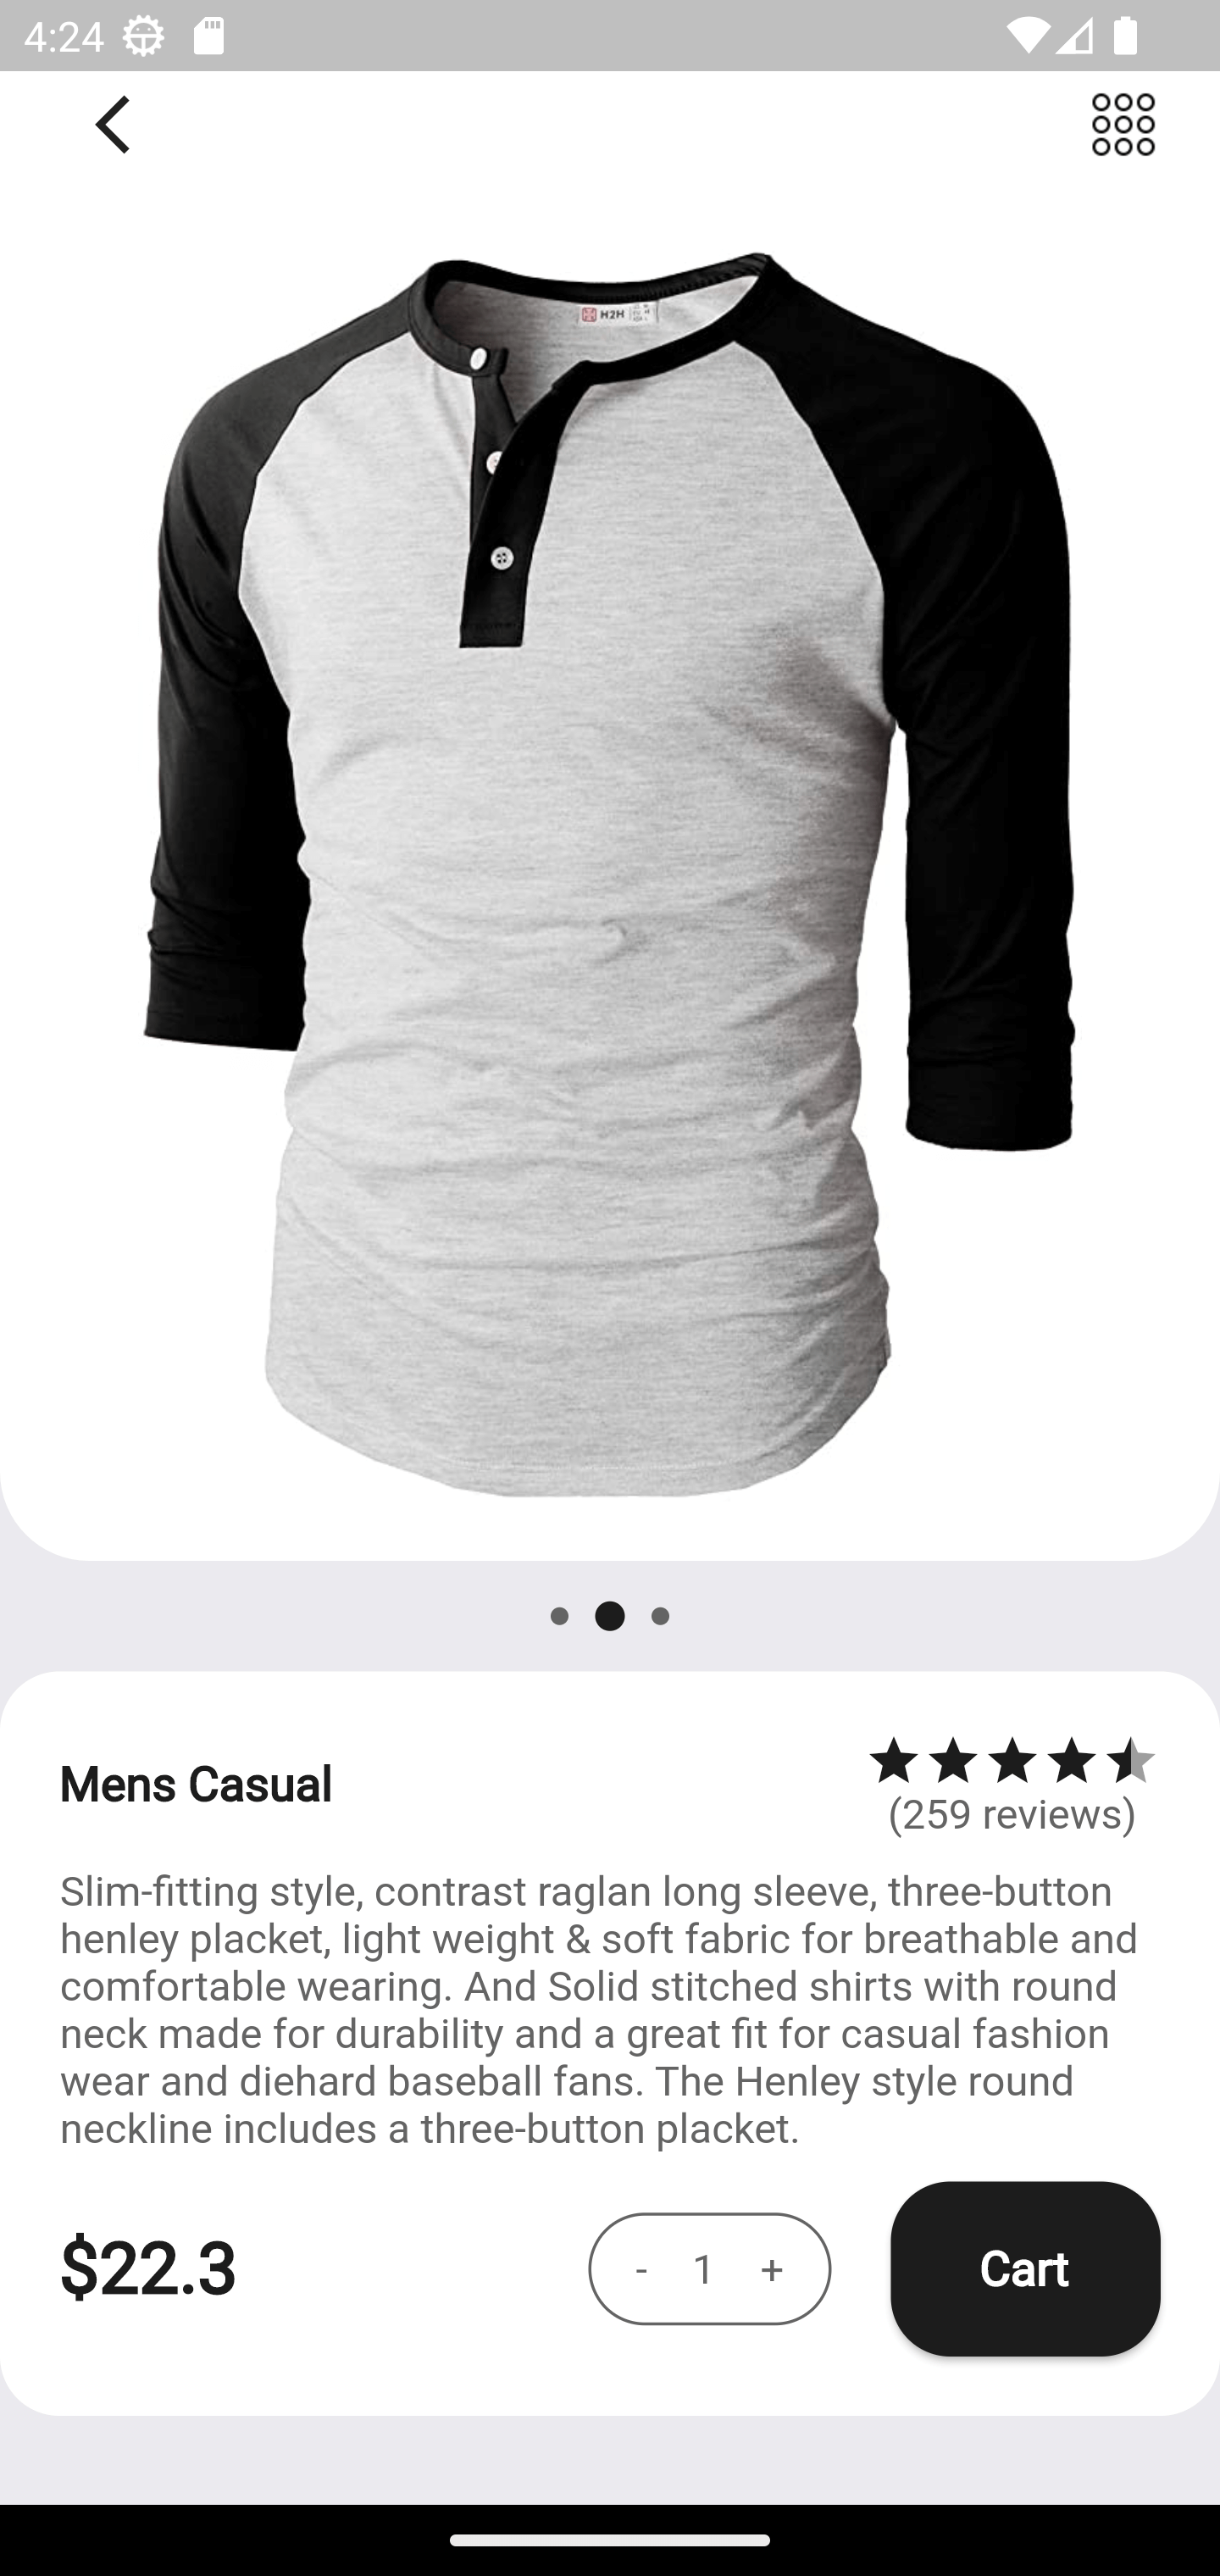 4:24
H2H
Mens Casual
(259 reviews)
Slim-fitting style, contrast raglan long sleeve, three-button
henley placket, light weight & soft fabric for breathable and
comfortable wearing. And Solid stitched shirts with round
neck made for durability and a great fit for casual fashion
wear and diehard baseball fans. The Henley style round
neckline includes a three-button placket.
$22.3
- 1 +
Cart